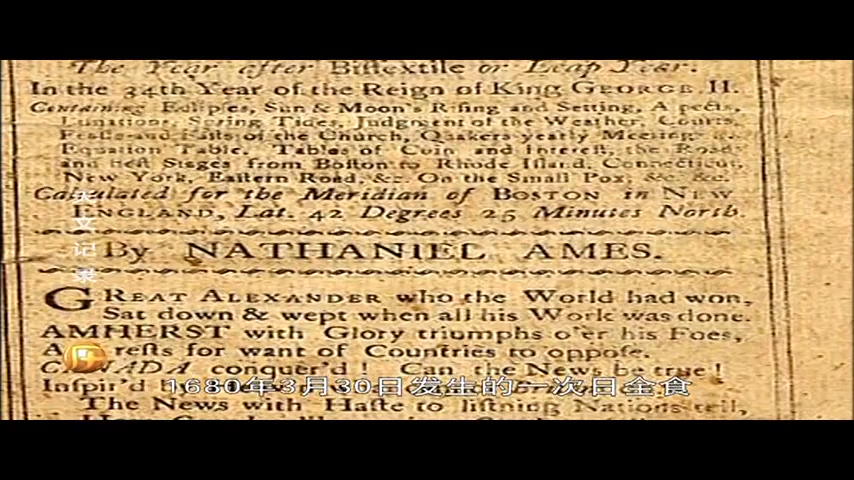 The Year after Biſſextile or Leap Year.
In the 34th Year of the Reign of King GEORGE II.
Containing Eclipſes, Sun & Moon's Riſing and Setting, Aſpects,
Lunations, Spring Tides, Judgment of the Weather, Courts,
Feaſts and Faſts of the Church, Quakers yearly Meetings
Equation Table. Tables of Coin and Intereſt, the Roads
and beſt Stages from Boſton to Rhode Iſland, Connecticut,
New York, Eaſtern Road, &c. On the Small Pox, &c. &c.
Calculated for the Meridian of BOSTON in NEW
ENGLAND, Lat. 42 Degrees 25 Minutes North.
By NATHANIEL AMES.
GREAT ALEXANDER who the World had won,
Sat down & wept when all his Work was done.
AMHERST with Glory triumphs o'er his Foes,
reſts for want of Countries to oppoſe.
CANADA conquer'd! Can the News be true!
Inſpir'd
The News with Haſte to liſtning Nations tell,
天文记录
1680年3月30日发生的一次日全食